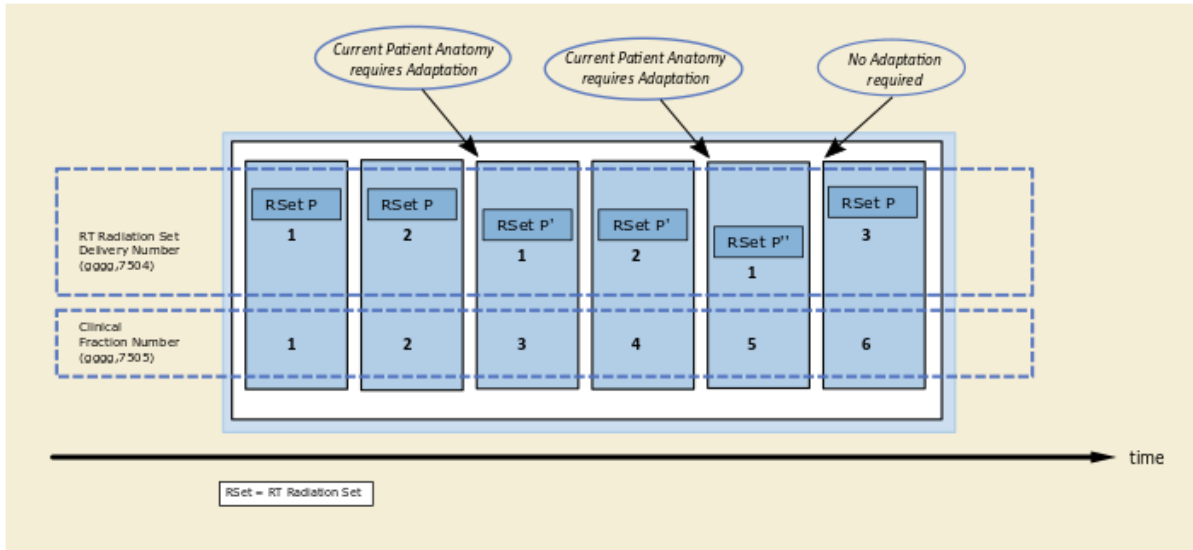 Current Patient Anatomy
requires Adaptation
Current Patient Anatomy
requires Adaptation
No Adaptation
required
RSet P
1
RSet P
2
RSet P'
1
RSet P'
2
RSet P''
1
RSet P
3
RT Radiation Set
Delivery Number
(gggg,7504)
Clinical
Fraction Number
(gggg,7505)
1
2
3
4
5
6
time
RSet = RT Radiation Set